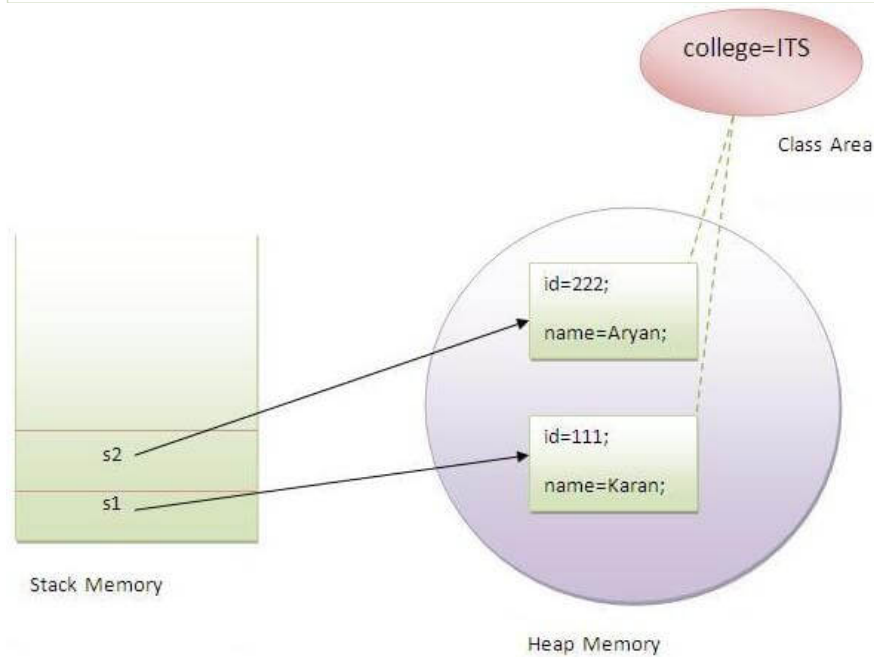 college=ITS
Class Area
id=222;
name=Aryan;
s2
id=111;
name=Karan;
s1
Stack Memory
Heap Memory